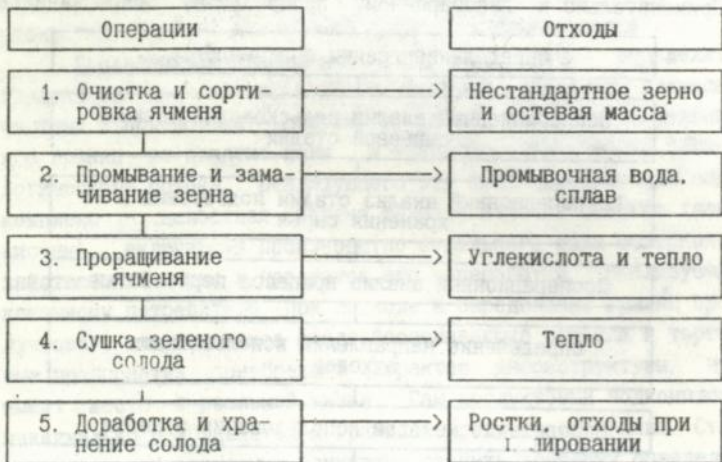 Операции
Отходы
1. Очистка и сорти-
ровка ячменя
Нестандартное зерно
и остевая масса
2. Промывание и зама-
чивание зерна
Промывочная вода.
сплав
3. Проращивание
ячменя
Углекислота и тепло
4. Сушка зеленого
солода
Тепло
5. Доработка и хра-
нение солода
Ростки, отходы при
лировании